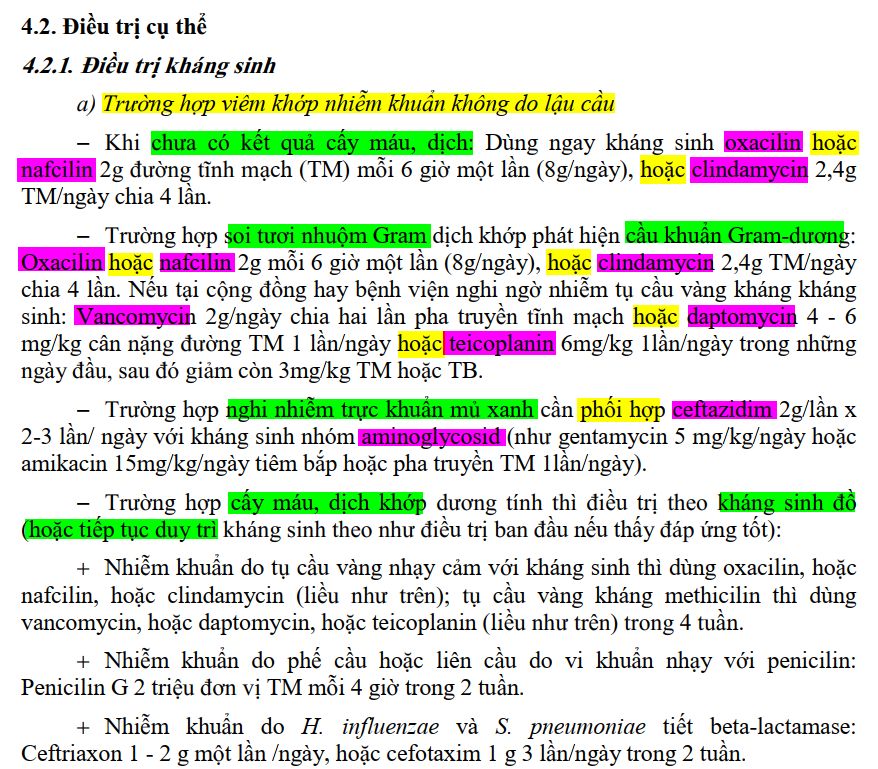 4.2. Điều trị cụ thể
4.2.1. Điều trị kháng sinh
a) Trường hợp viêm khớp nhiễm khuẩn không do lậu cầu
– Khi chưa có kết quả cấy máu, dịch: Dùng ngay kháng sinh oxacilin hoặc
nafcilin 2g đường tĩnh mạch (TM) mỗi 6 giờ một lần (8g/ngày), hoặc clindamycin 2,4g
TM/ngày chia 4 lần.
– Trường hợp soi tươi nhuộm Gram dịch khớp phát hiện cầu khuẩn Gram-dương:
Oxacilin hoặc nafcilin 2g mỗi 6 giờ một lần (8g/ngày), hoặc clindamycin 2,4g TM/ngày
chia 4 lần. Nếu tại cộng đồng hay bệnh viện nghi ngờ nhiễm tụ cầu vàng kháng kháng
sinh: Vancomycin 2g/ngày chia hai lần pha truyền tĩnh mạch hoặc daptomycin 4 - 6
mg/kg cân nặng đường TM 1 lần/ngày hoặc teicoplanin 6mg/kg 1lần/ngày trong những
ngày đầu, sau đó giảm còn 3mg/kg TM hoặc TB.
– Trường hợp nghi nhiễm trực khuẩn mủ xanh cần phối hợp ceftazidim 2g/lần x
2-3 lần/ ngày với kháng sinh nhóm aminoglycosid (như gentamycin 5 mg/kg/ngày hoặc
amikacin 15mg/kg/ngày tiêm bắp hoặc pha truyền TM 1lần/ngày).
– Trường hợp cấy máu, dịch khớp dương tính thì điều trị theo kháng sinh đồ
(hoặc tiếp tục duy trì kháng sinh theo như điều trị ban đầu nếu thấy đáp ứng tốt):
+ Nhiễm khuẩn do tụ cầu vàng nhạy cảm với kháng sinh thì dùng oxacilin, hoặc
nafcilin, hoặc clindamycin (liều như trên); tụ cầu vàng kháng methicilin thì dùng
vancomycin, hoặc daptomycin, hoặc teicoplanin (liều như trên) trong 4 tuần.
+ Nhiễm khuẩn do phế cầu hoặc liên cầu do vi khuẩn nhạy với penicilin:
Penicilin G 2 triệu đơn vị TM mỗi 4 giờ trong 2 tuần.
+ Nhiễm khuẩn do H. influenzae và S. pneumoniae tiết beta-lactamase:
Ceftriaxon 1 - 2 g một lần /ngày, hoặc cefotaxim 1 g 3 lần/ngày trong 2 tuần.